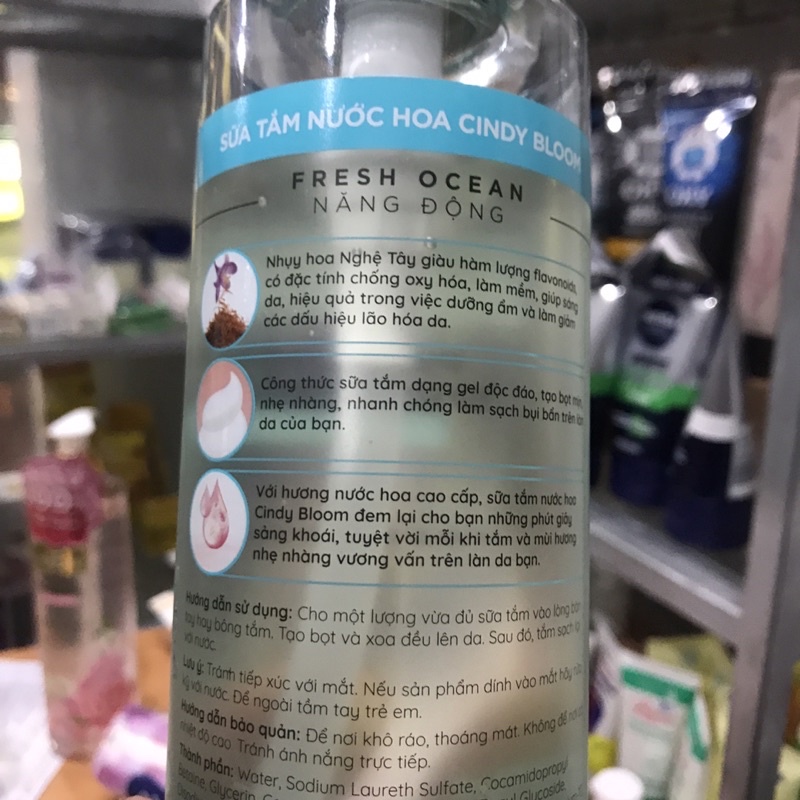 SỮA TẮM NƯỚC HOA CINDY BLOOM
FRESH OCEAN
NĂNG ĐỘNG
Nhụy hoa Nghệ Tây giàu hàm lượng flavonoids,
có đặc tính chống oxy hóa, làm mềm, giúp sáng
da, hiệu quả trong việc dưỡng ẩm và làm giảm
các dấu hiệu lão hóa da.
Công thức sữa tắm dạng gel độc đáo, tạo bọt mịn
nhẹ nhàng, nhanh chóng làm sạch bụi bẩn trên làn
da của bạn.
Với hương nước hoa cao cấp, sữa tắm nước hoa
Cindy Bloom đem lại cho bạn những phút giây
sảng khoái, tuyệt vời mỗi khi tắm và mùi hương
nhẹ nhàng vương vấn trên làn da bạn.
Hướng dẫn sử dụng: Cho một lượng vừa đủ sữa tắm vào lòng bàn
tay hay bông tắm. Tạo bọt và xoa đều lên da. Sau đó, tắm sạch lại
với nước.
Lưu ý: Tránh tiếp xúc với mắt. Nếu sản phẩm dính vào mắt hãy rửa
kỹ với nước. Để ngoài tầm tay trẻ em.
Hướng dẫn bảo quản: Để nơi khô ráo, thoáng mát. Không để nơi có
nhiệt độ cao. Tránh ánh nắng trực tiếp.
Thành phần: Water, Sodium Laureth Sulfate, Cocamidopropyl
Betaine, Glycerin, Glucoside,
NIVEA